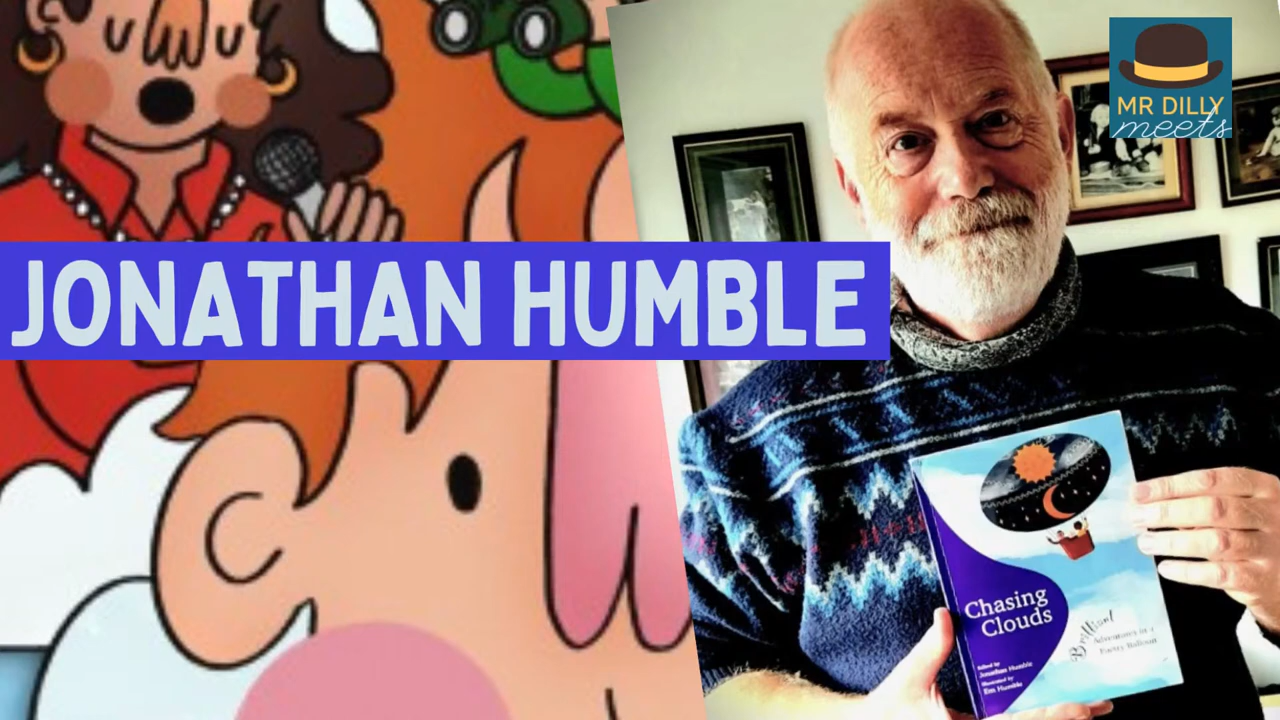 MR DILLY
meets
JONATHAN HUMBLE
Chasing
Clouds
Brilliant
Adventures in a
Poetry Balloon
Edited by
Jonathan Humble
Illustrated by
Em Humble